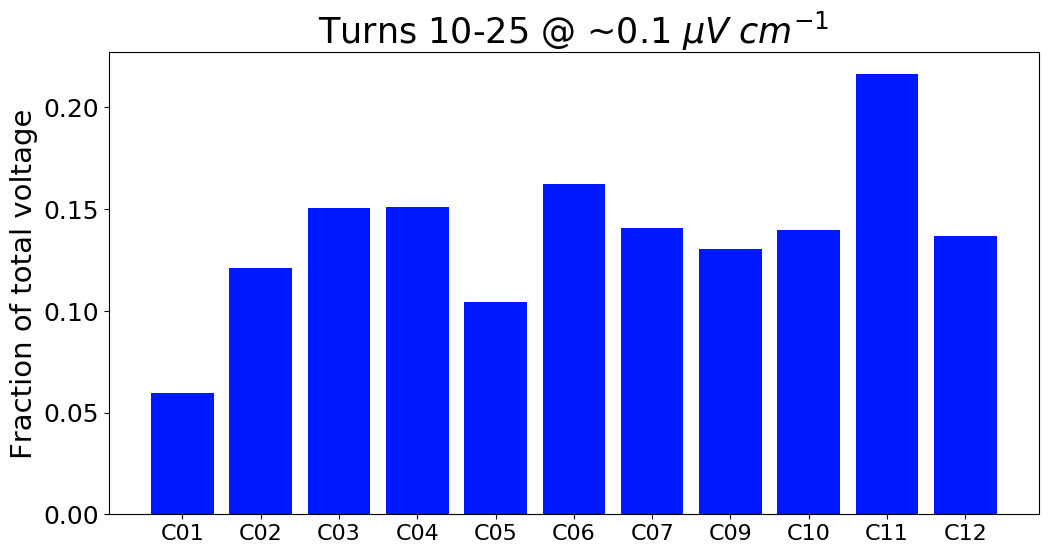 Turns 10-25 @ ~0.1 μV cm⁻¹
Fraction of total voltage
0.20
0.15
0.10
0.05
0.00
C01 C02 C03 C04 C05 C06 C07 C09 C10 C11 C12